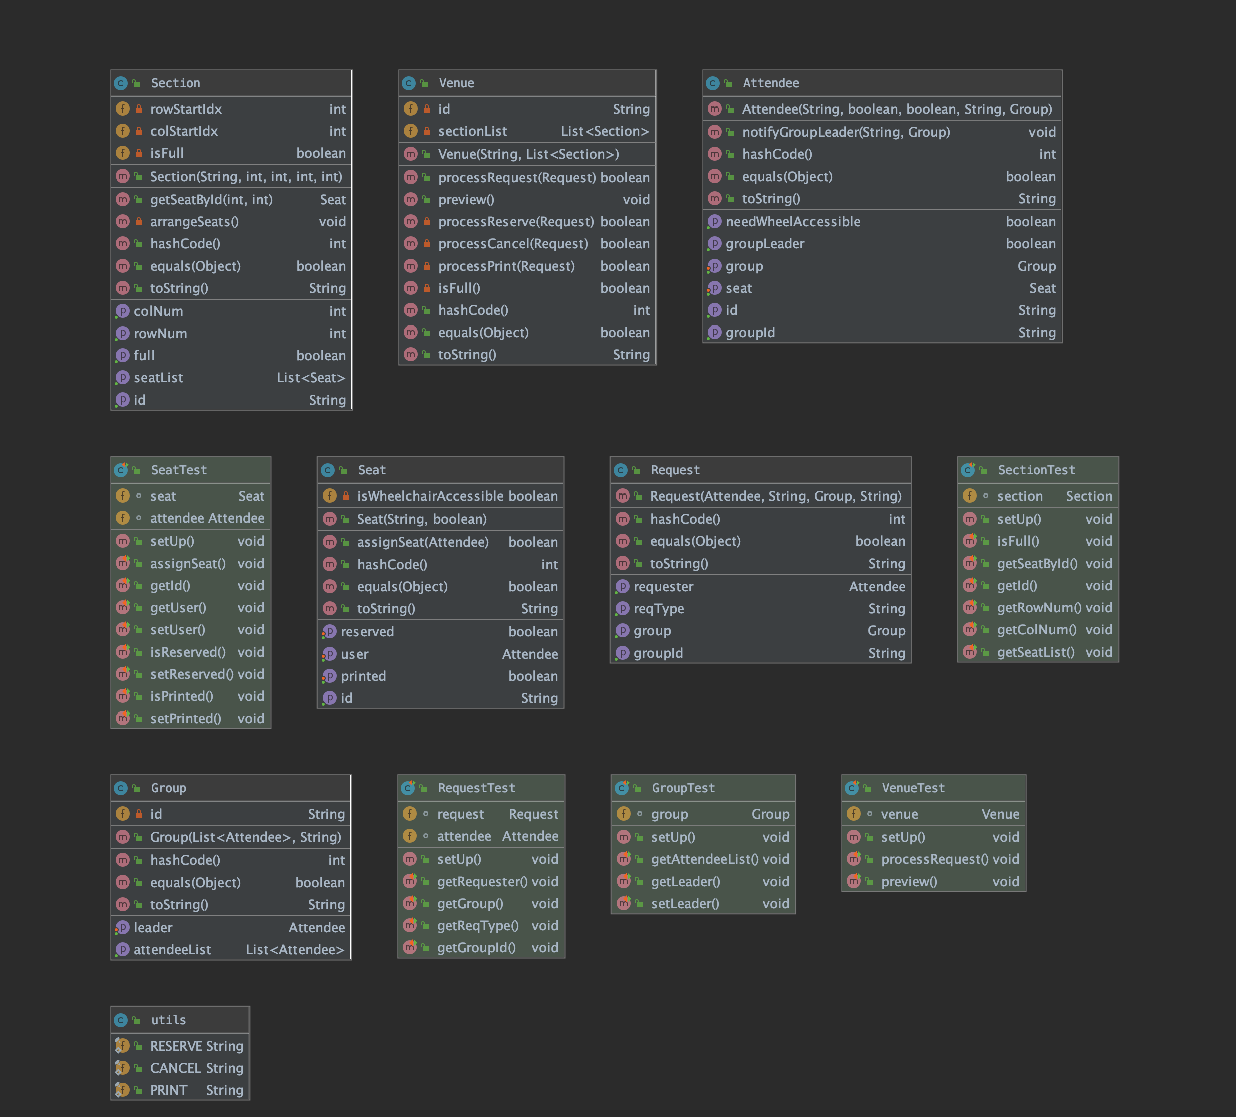 Section
rowStartIdx int
colStartIdx int
isFull boolean
Section(String, int, int, int, int)
getSeatById(int, int) Seat
arrangeSeats() void
hashCode() int
equals(Object) boolean
toString() String
colNum int
rowNum int
full boolean
seatList List<Seat>
id String
Venue
id String
sectionList List<Section>
Venue(String, List<Section>)
processRequest(Request) boolean
preview() void
processReserve(Request) boolean
processCancel(Request) boolean
processPrint(Request) boolean
isFull() boolean
hashCode() int
equals(Object) boolean
toString() String
Attendee
Attendee(String, boolean, boolean, String, Group)
notifyGroupLeader(String, Group) void
hashCode() int
equals(Object) boolean
toString() String
needWheelAccessible boolean
groupLeader boolean
group Group
seat Seat
id String
groupId String
SeatTest
seat Seat
attendee Attendee
setUp() void
assignSeat() void
getId() void
getUser() void
setUser() void
isReserved() void
setReserved() void
isPrinted() void
setPrinted() void
Seat
isWheelchairAccessible boolean
Seat(String, boolean)
assignSeat(Attendee) boolean
hashCode() int
equals(Object) boolean
toString() String
reserved boolean
user Attendee
printed boolean
id String
Request
Request(Attendee, String, Group, String)
hashCode() int
equals(Object) boolean
toString() String
requester Attendee
reqType String
group Group
groupId String
SectionTest
section Section
setUp() void
isFull() void
getSeatById() void
getId() void
getRowNum() void
getColNum() void
getSeatList() void
Group
id String
Group(List<Attendee>, String)
hashCode() int
equals(Object) boolean
toString() String
leader Attendee
attendeeList List<Attendee>
RequestTest
request Request
attendee Attendee
setUp() void
getRequester() void
getGroup() void
getReqType() void
getGroupId() void
GroupTest
group Group
setUp() void
getAttendeeList() void
getLeader() void
setLeader() void
VenueTest
venue Venue
setUp() void
processRequest() void
preview() void
utils
RESERVE String
CANCEL String
PRINT String